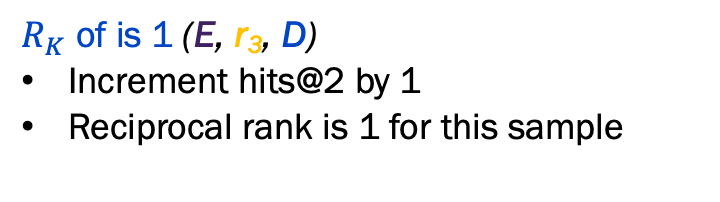 R_K of is 1 (E, r_3, D)
• Increment hits@2 by 1
• Reciprocal rank is 1 for this sample